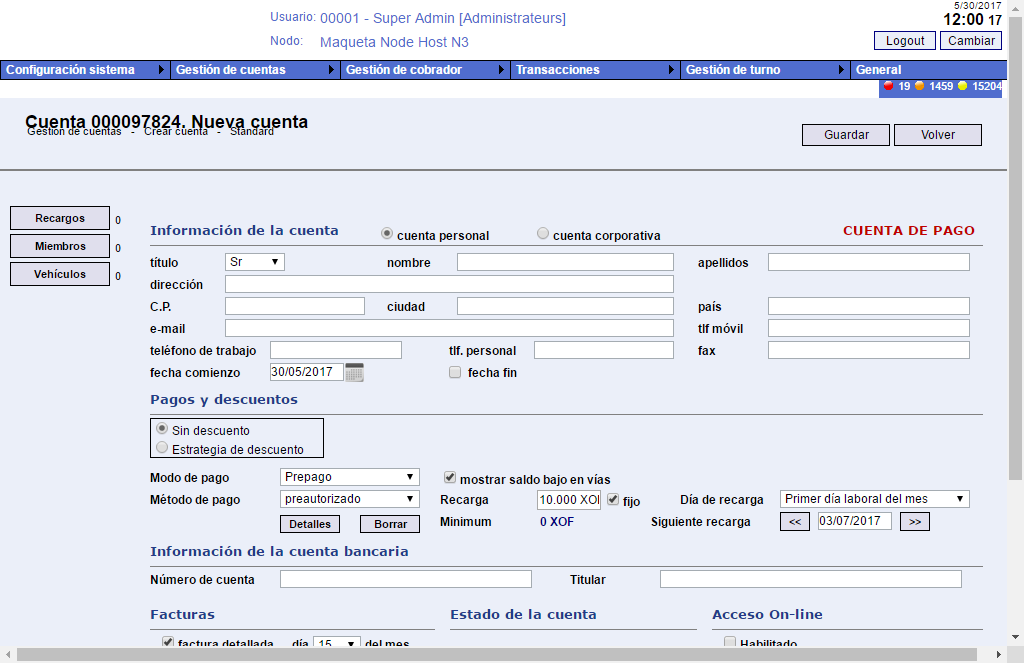 5/30/2017
Usuario: 00001 - Super Admin [Administrateurs]
12:00 17
Nodo: Maqueta Node Host N3
Logout Cambiar
Configuración sistema Gestión de cuentas Gestión de cobrador Transacciones Gestión de turno General
19 1459 15204
Cuenta 000097824. Nueva cuenta
Gestión de cuentas - Crear cuenta - Standard
Guardar Volver
Recargos 0
Miembros 0
Vehículos 0
Información de la cuenta cuenta personal cuenta corporativa CUENTA DE PAGO
título Sr nombre apellidos
dirección
C.P. ciudad país
e-mail tlf móvil
teléfono de trabajo tlf. personal fax
fecha comienzo 30/05/2017 fecha fin
Pagos y descuentos
Sin descuento
Estrategia de descuento
Modo de pago Prepago mostrar saldo bajo en vías
Método de pago preautorizado Recarga 10.000 XOF fijo Día de recarga Primer día laboral del mes
Detalles Borrar Minimum 0 XOF Siguiente recarga << 03/07/2017 >>
Información de la cuenta bancaria
Número de cuenta Titular
Facturas Estado de la cuenta Acceso On-line
factura detallada día 15 del mes Habilitado